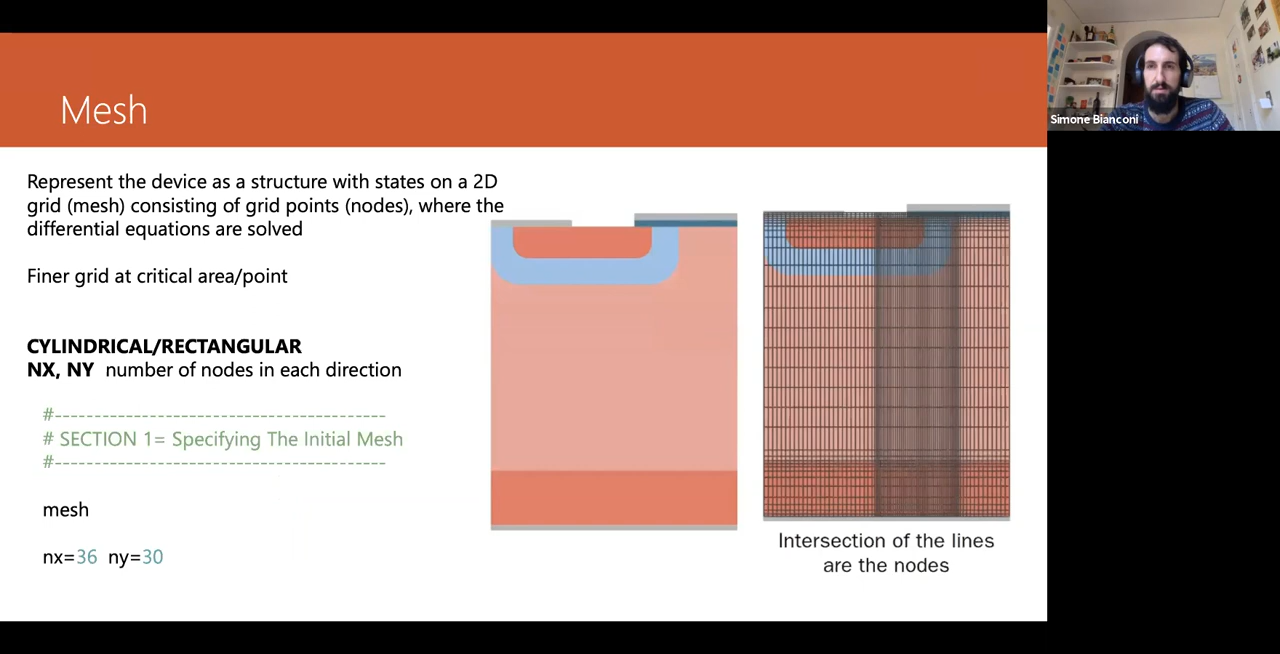 Mesh
Simone Bianconi
Represent the device as a structure with states on a 2D
grid (mesh) consisting of grid points (nodes), where the
differential equations are solved
Finer grid at critical area/point
CYLINDRICAL/RECTANGULAR
NX, NY number of nodes in each direction
#------------------------------------------
# SECTION 1= Specifying The Initial Mesh
#------------------------------------------
mesh
nx=36 ny=30
Intersection of the lines
are the nodes